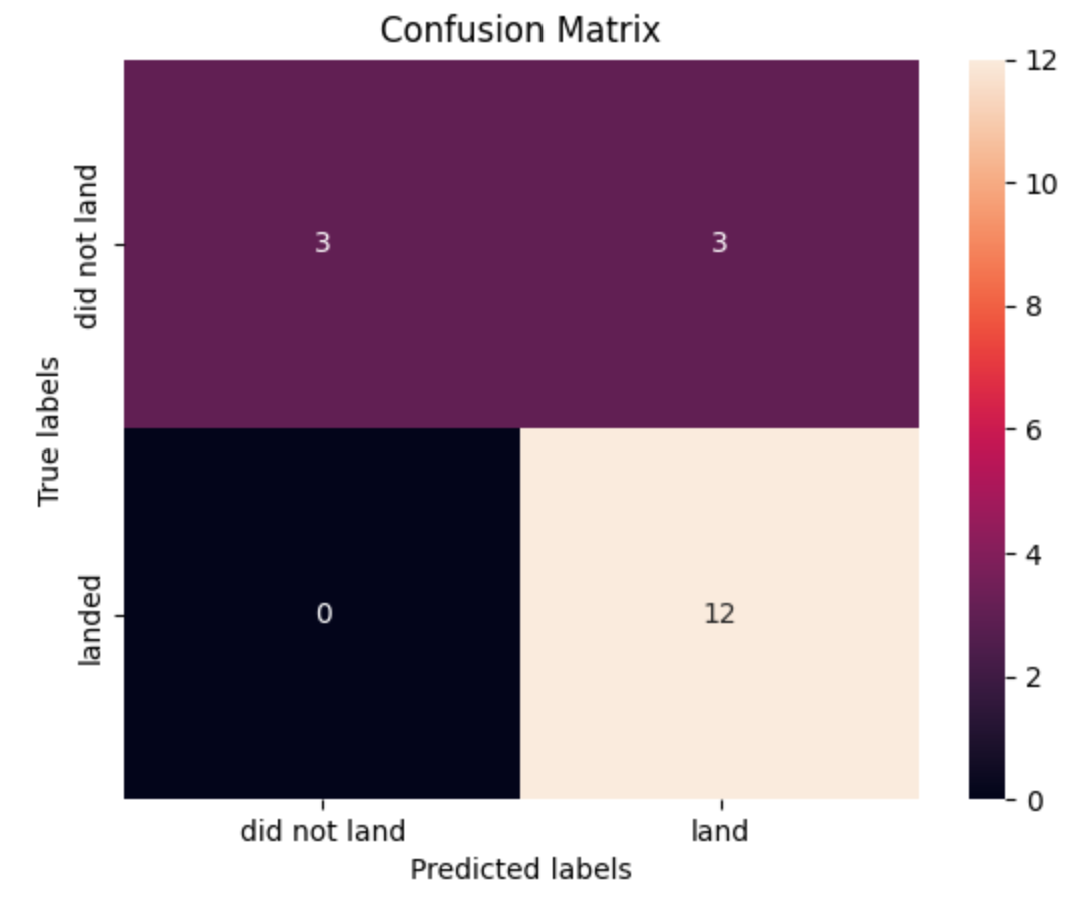 Confusion Matrix
True labels
did not land
landed
3
3
0
12
did not land
land
Predicted labels
12
10
8
6
4
2
0